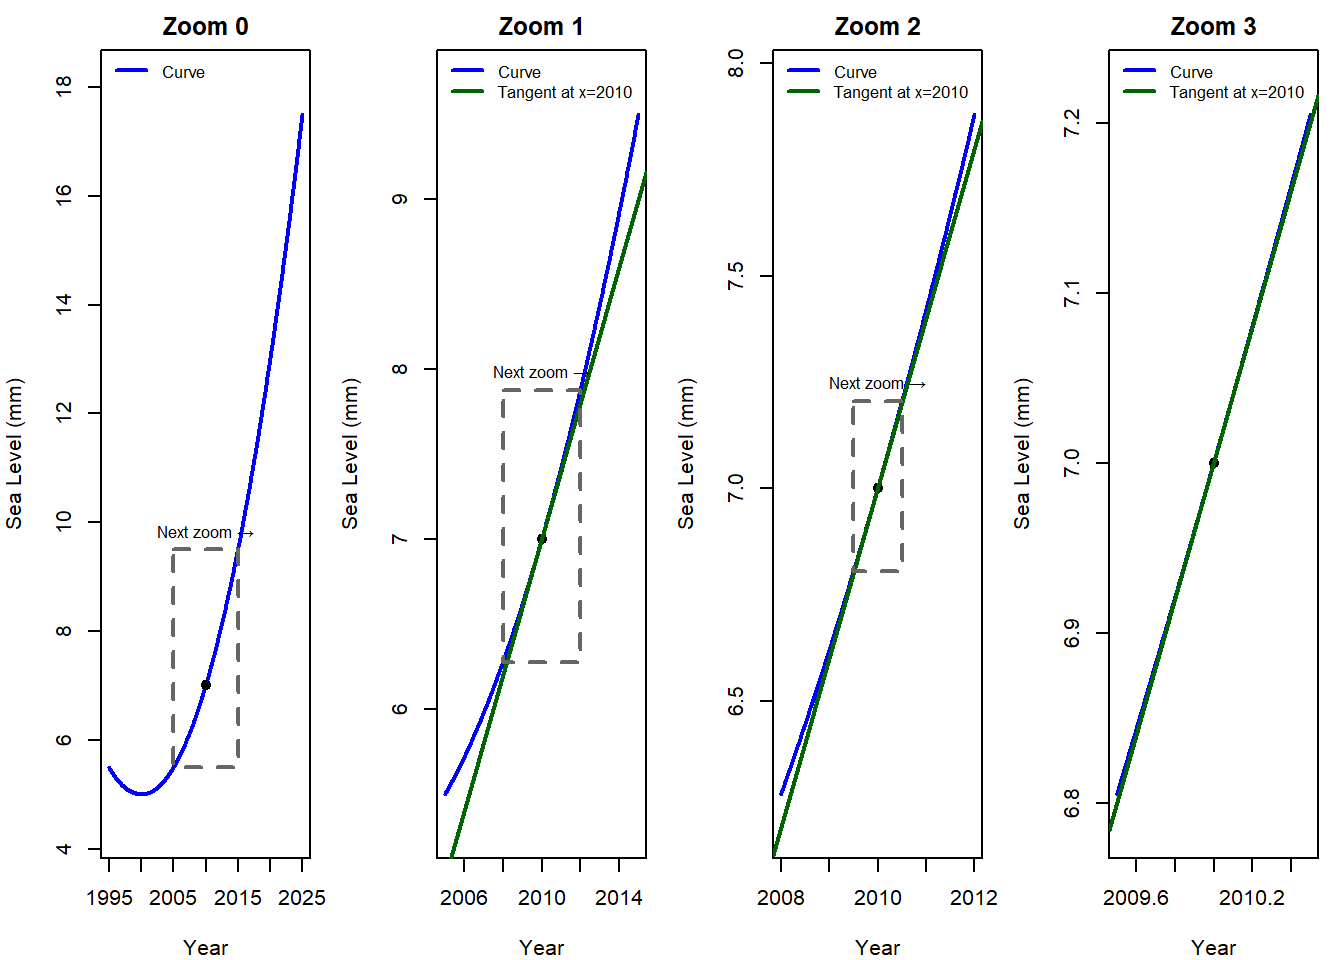 Zoom 0
Curve
Next zoom →
Sea Level (mm)
4
6
8
10
12
14
16
18
1995
2005
2015
2025
Year
Zoom 1
Curve
Tangent at x=2010
Next zoom →
Sea Level (mm)
6
7
8
9
2006
2010
2014
Year
Zoom 2
Curve
Tangent at x=2010
Next zoom →
Sea Level (mm)
6.5
7.0
7.5
8.0
2008
2010
2012
Year
Zoom 3
Curve
Tangent at x=2010
Sea Level (mm)
6.8
6.9
7.0
7.1
7.2
2009.6
2010.2
Year